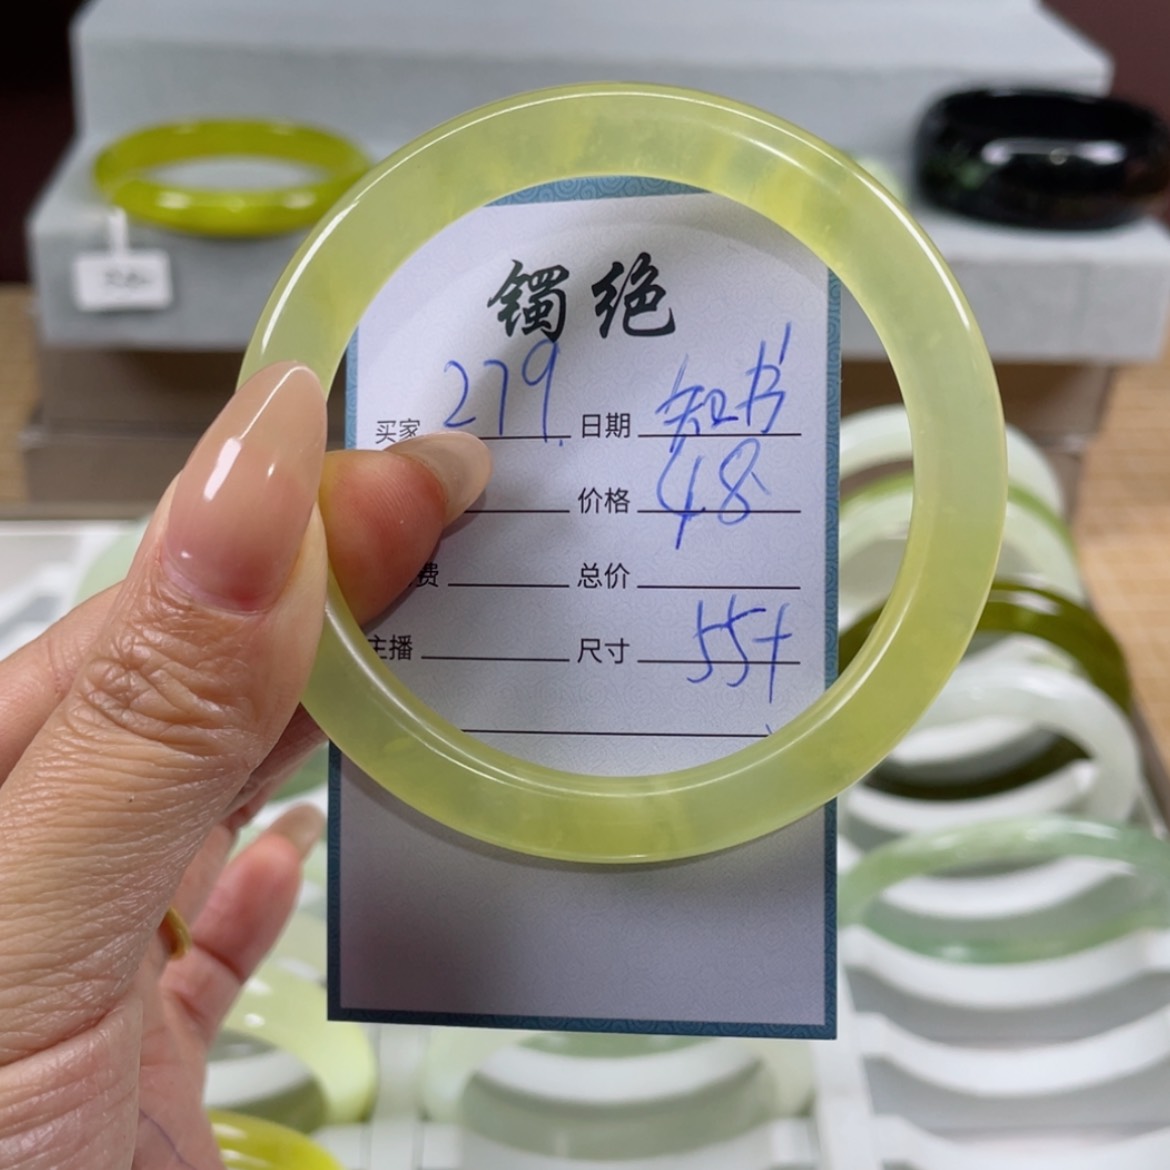 镯绝
买家 279. 日期 知书
价格 48
费 总价
主播 尺寸 55+